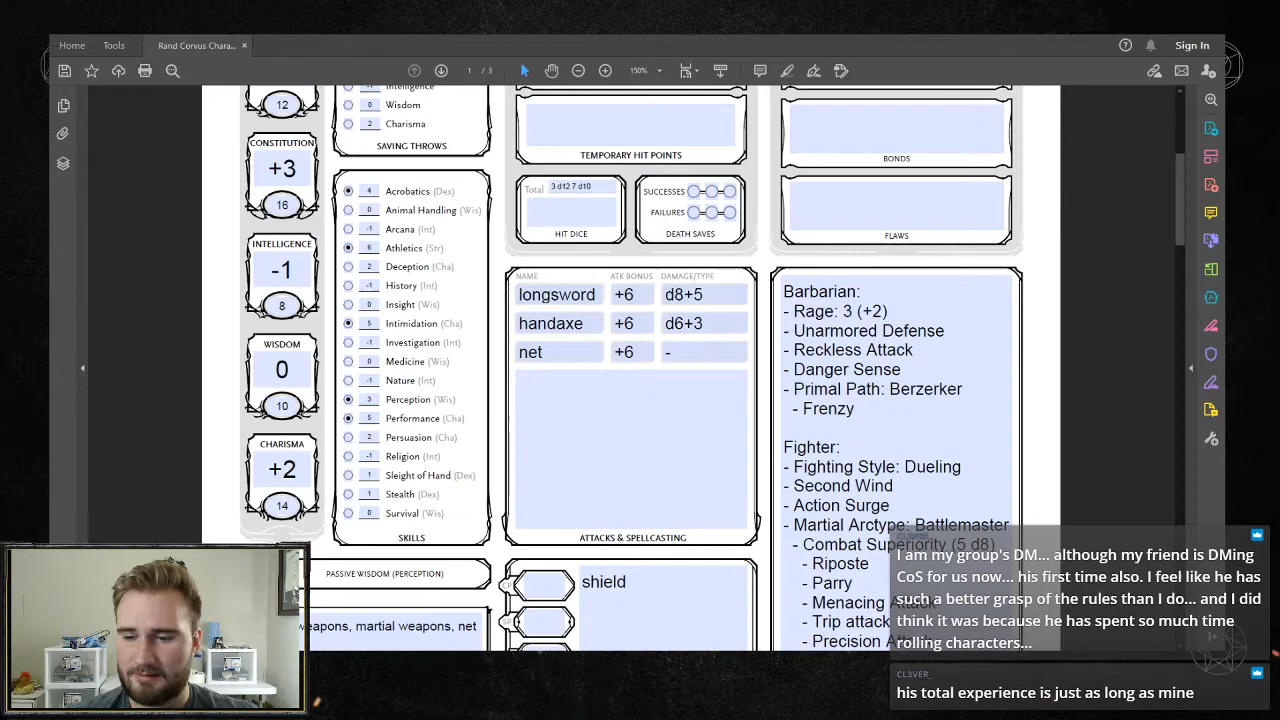 Home
Tools
Rand Corvus Chara... ×
Sign In
1 / 3
150%
12
Intelligence
0 Wisdom
2 Charisma
SAVING THROWS
CONSTITUTION
+3
16
INTELLIGENCE
-1
8
WISDOM
0
10
CHARISMA
+2
14
4 Acrobatics (Dex)
0 Animal Handling (Wis)
-1 Arcana (Int)
6 Athletics (Str)
2 Deception (Cha)
-1 History (Int)
0 Insight (Wis)
5 Intimidation (Cha)
-1 Investigation (Int)
0 Medicine (Wis)
-1 Nature (Int)
3 Perception (Wis)
5 Performance (Cha)
2 Persuasion (Cha)
-1 Religion (Int)
1 Sleight of Hand (Dex)
1 Stealth (Dex)
0 Survival (Wis)
SKILLS
PASSIVE WISDOM (PERCEPTION)
weapons, martial weapons, net
TEMPORARY HIT POINTS
Total 3 d12 7 d10
HIT DICE
SUCCESSES
FAILURES
DEATH SAVES
NAME ATK BONUS DAMAGE/TYPE
longsword +6 d8+5
handaxe +6 d6+3
net +6 -
ATTACKS & SPELLCASTING
CP
SP
shield
BONDS
FLAWS
Barbarian:
- Rage: 3 (+2)
- Unarmored Defense
- Reckless Attack
- Danger Sense
- Primal Path: Berzerker
- Frenzy
Fighter:
- Fighting Style: Dueling
- Second Wind
- Action Surge
- Martial Arctype: Battlemaster
- Combat Superiority (5 d8)
- Riposte
- Parry
- Menacing Attack
- Trip attack
- Precision
I am my group's DM... although my friend is DMing
CoS for us now... his first time also. I feel like he has
such a better grasp of the rules than I do... and I did
think it was because he has spent so much time
rolling characters...
CL3VER_
his total experience is just as long as mine